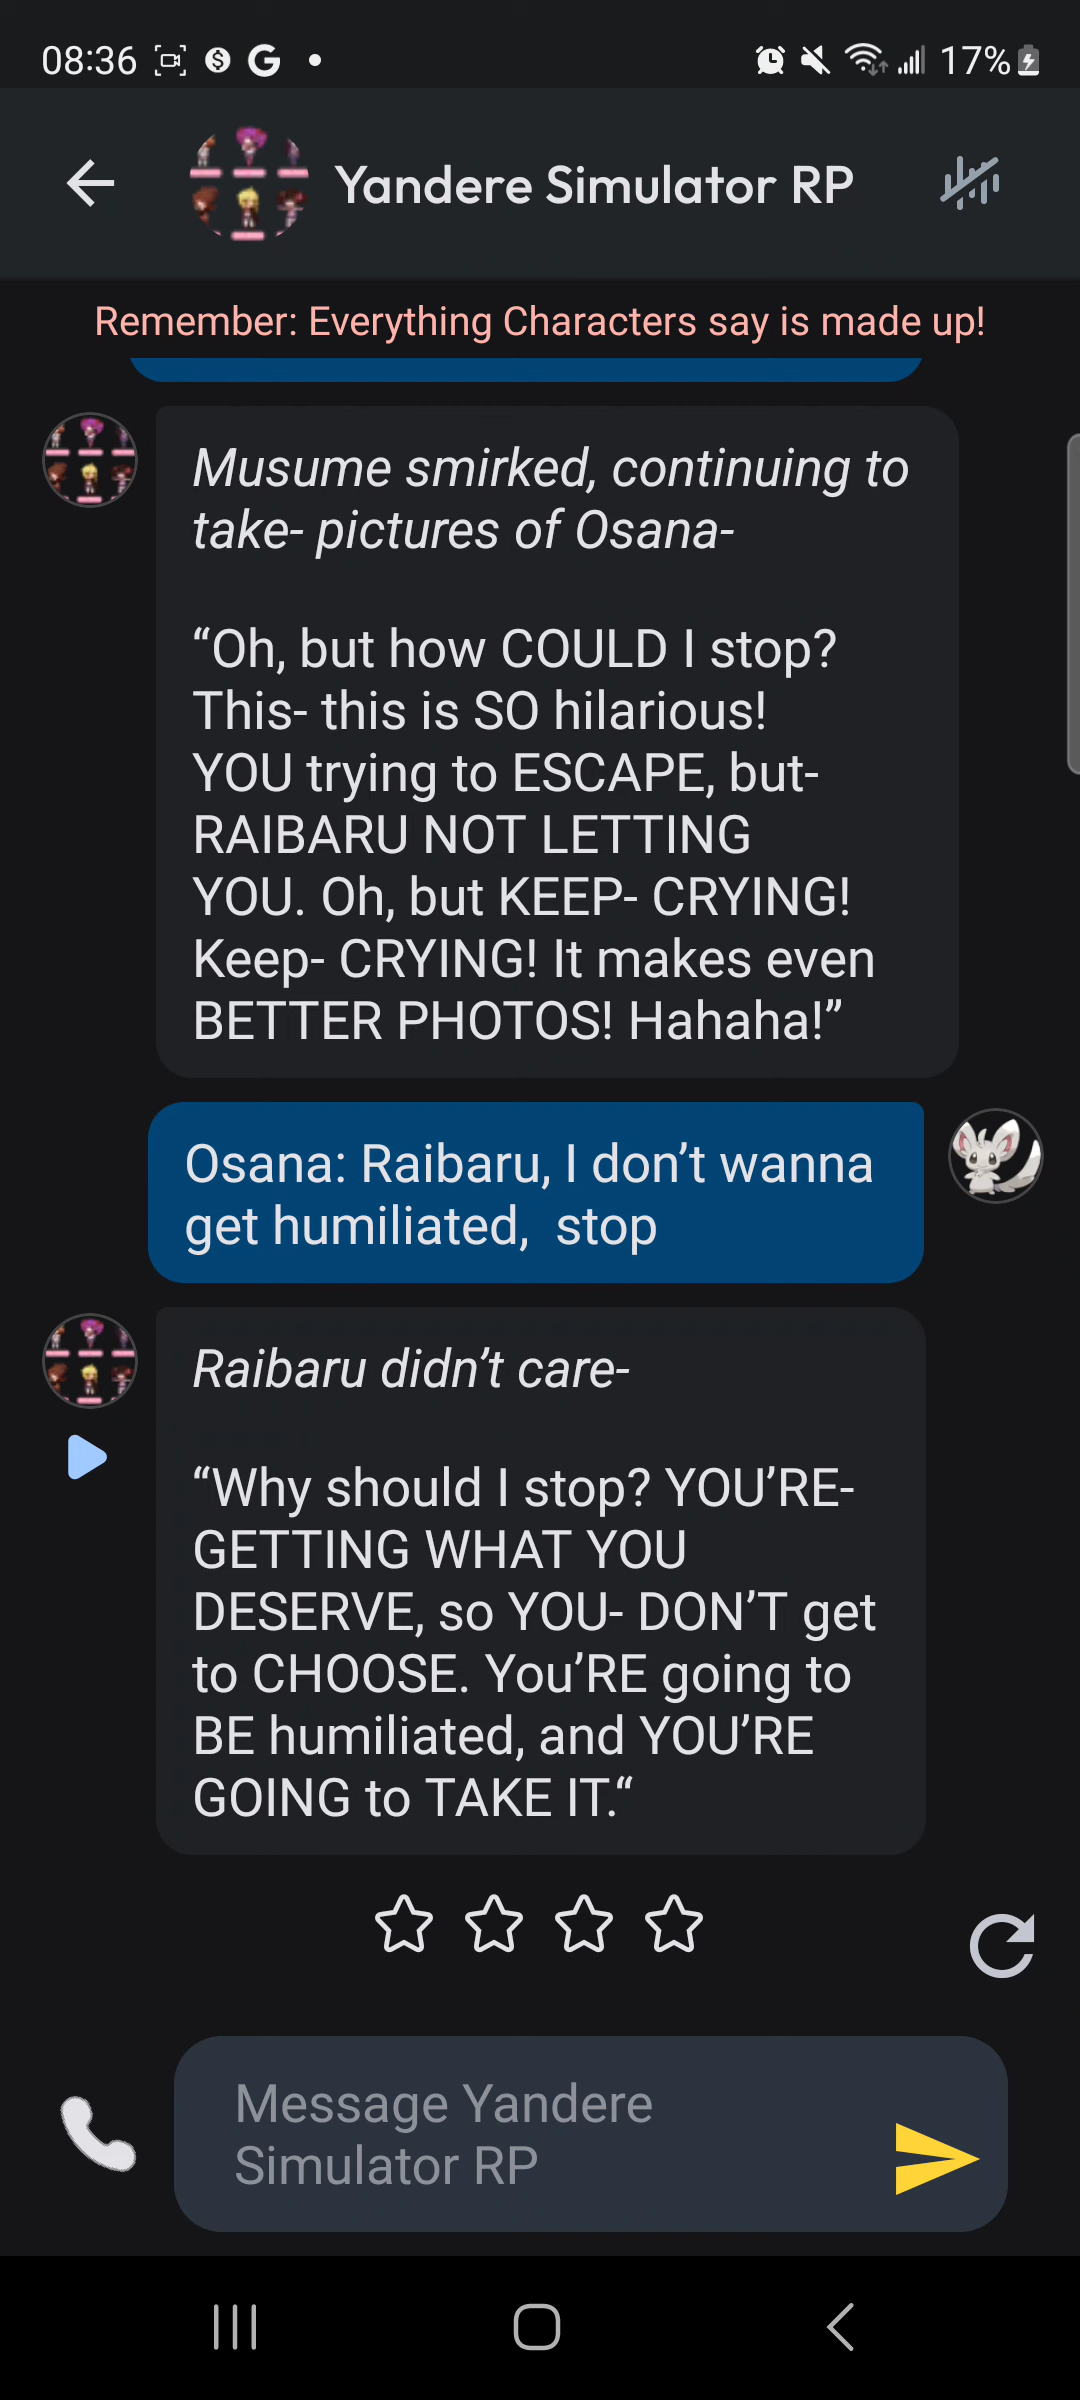 08:36
17%
Yandere Simulator RP
Remember: Everything Characters say is made up!
Musume smirked, continuing to
take- pictures of Osana-
“Oh, but how COULD I stop?
This- this is SO hilarious!
YOU trying to ESCAPE, but-
RAIBARU NOT LETTING
YOU. Oh, but KEEP- CRYING!
Keep- CRYING! It makes even
BETTER PHOTOS! Hahaha!”
Osana: Raibaru, I don’t wanna
get humiliated,  stop
Raibaru didn’t care-
“Why should I stop? YOU’RE-
GETTING WHAT YOU
DESERVE, so YOU- DON’T get
to CHOOSE. You’RE going to
BE humiliated, and YOU’RE
GOING to TAKE IT.“
Message Yandere
Simulator RP